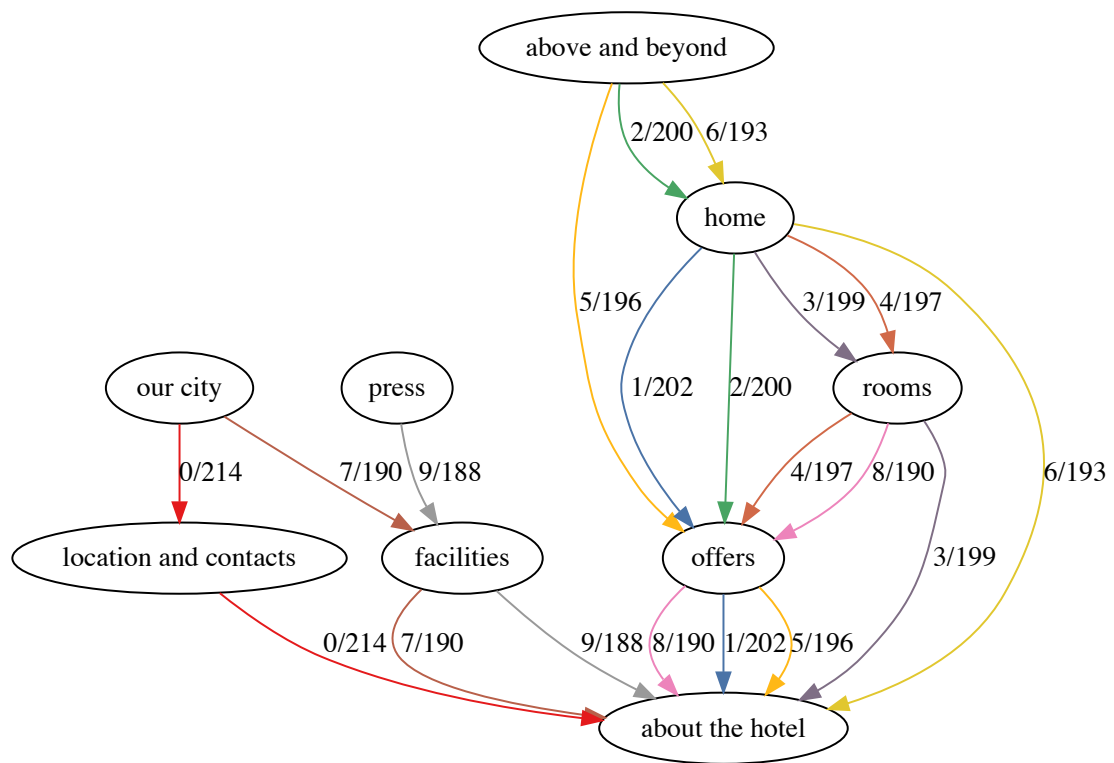 above and beyond
2/200
6/193
home
5/196
3/199
4/197
1/202
2/200
our city
press
rooms
0/214
7/190
9/188
4/197
8/190
6/193
location and contacts
facilities
offers
3/199
0/214
7/190
9/188
8/190
1/202
5/196
about the hotel